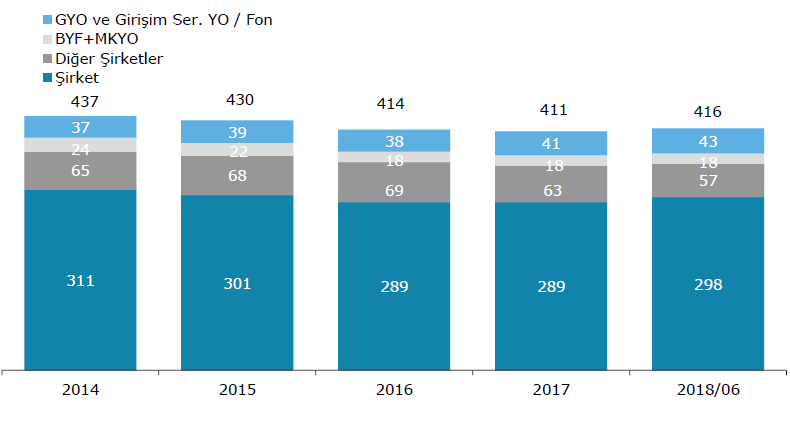 GYO ve Girişim Ser. YO / Fon
BYF+MKYO
Diğer Şirketler
Şirket
437 430 414 411 416
37 39 38 41 43
24 22 18 18 18
65 68 69 63 57
311 301 289 289 298
2014 2015 2016 2017 2018/06